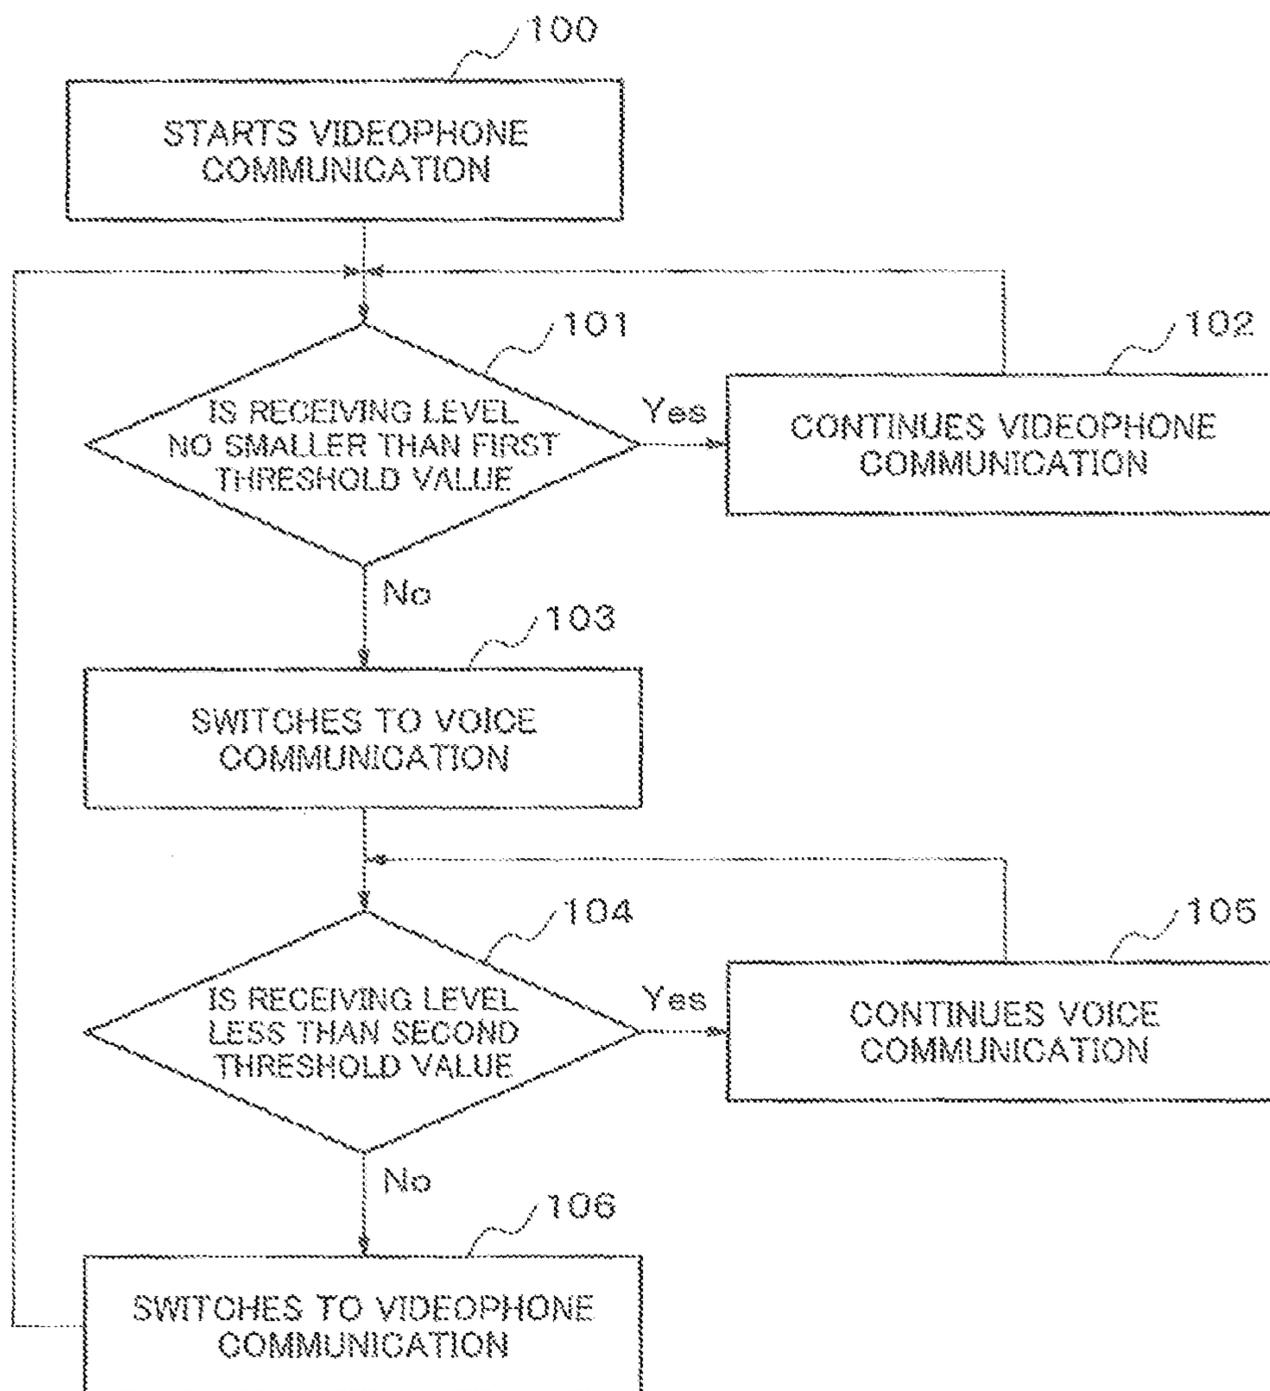 100
STARTS VIDEOPHONE
COMMUNICATION
101
IS RECEIVING LEVEL
NO SMALLER THAN FIRST
THRESHOLD VALUE
Yes
102
CONTINUES VIDEOPHONE
COMMUNICATION
No
103
SWITCHES TO VOICE
COMMUNICATION
104
IS RECEIVING LEVEL
LESS THAN SECOND
THRESHOLD VALUE
Yes
105
CONTINUES VOICE
COMMUNICATION
No
106
SWITCHES TO VIDEOPHONE
COMMUNICATION